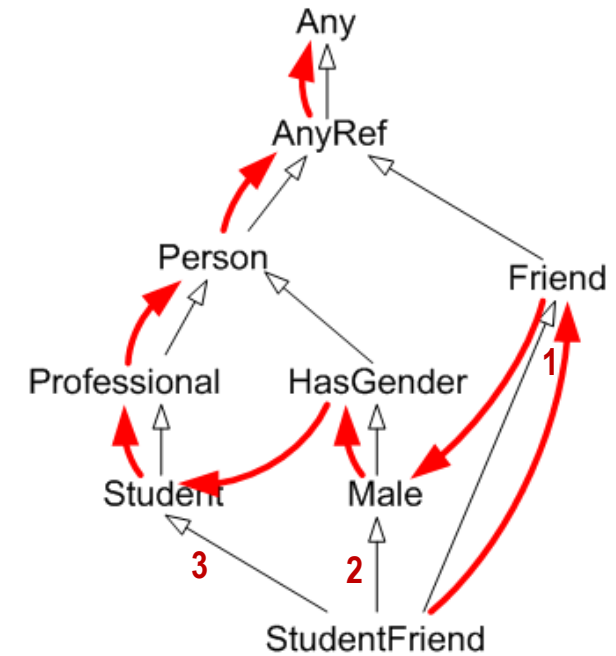 Any
AnyRef
Person
Friend
1
Professional HasGender
Student Male
3 2
StudentFriend